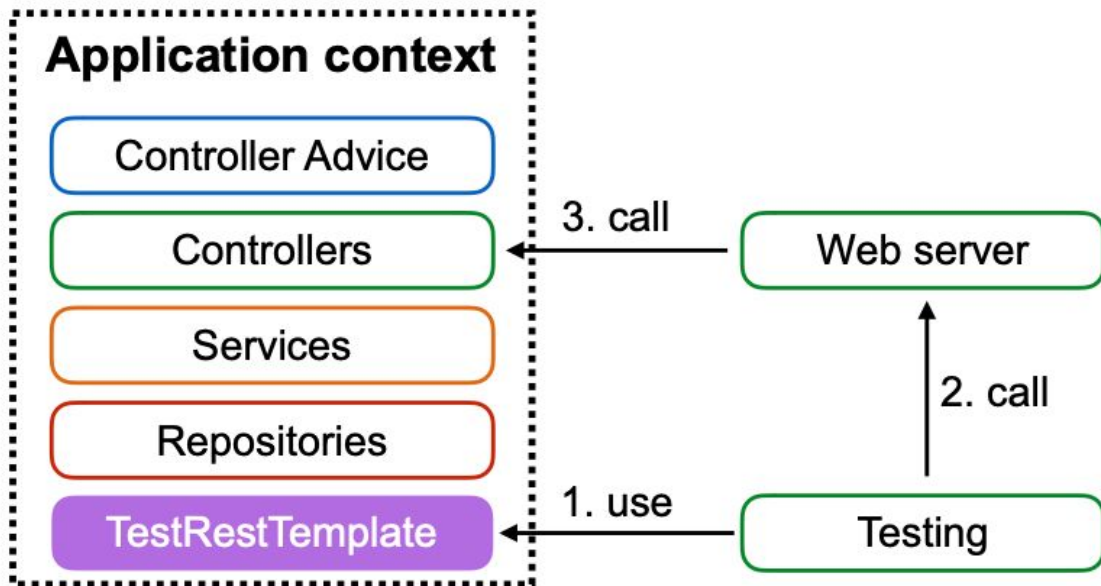 Application context
Controller Advice
Controllers
Services
Repositories
TestRestTemplate
3. call
Web server
2. call
1. use
Testing